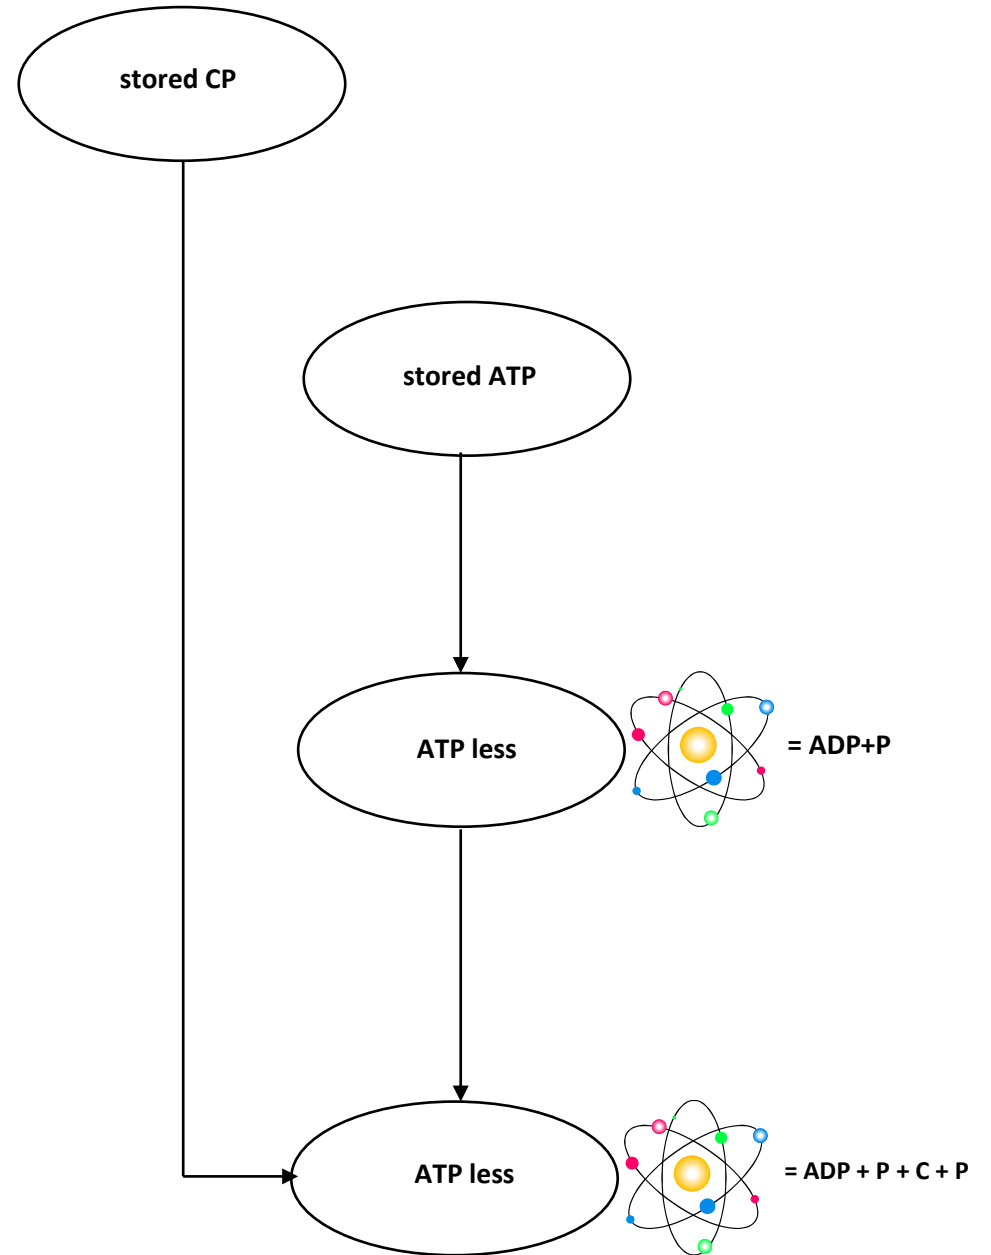 stored CP
stored ATP
ATP less
= ADP+P
ATP less
= ADP + P + C + P